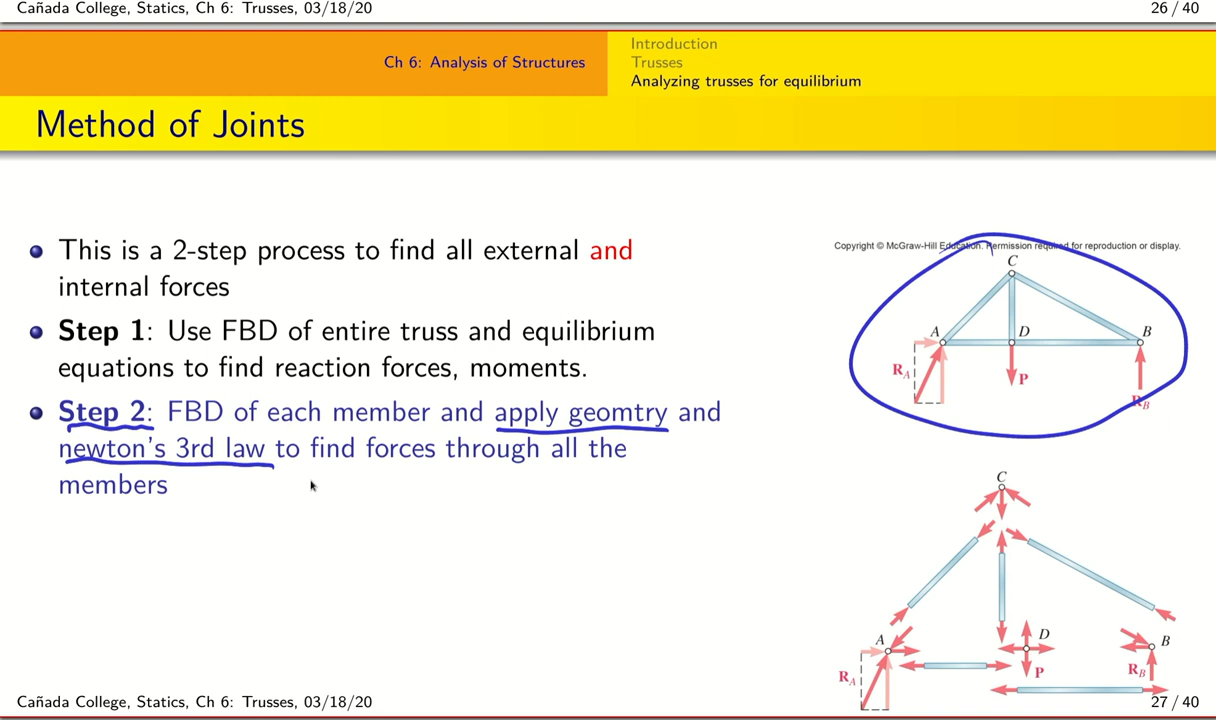 Cañada College, Statics, Ch 6: Trusses, 03/18/20
26 / 40
Introduction
Ch 6: Analysis of Structures
Trusses
Analyzing trusses for equilibrium
Method of Joints
This is a 2-step process to find all external and
internal forces
Step 1: Use FBD of entire truss and equilibrium
equations to find reaction forces, moments.
Step 2: FBD of each member and apply geomtry and
newton's 3rd law to find forces through all the
members
Copyright © McGraw-Hill Education. Permission required for reproduction or display.
C
A
D
B
R_A
P
R_B
C
A
D
B
R_A
P
R_B
Cañada College, Statics, Ch 6: Trusses, 03/18/20
27 / 40